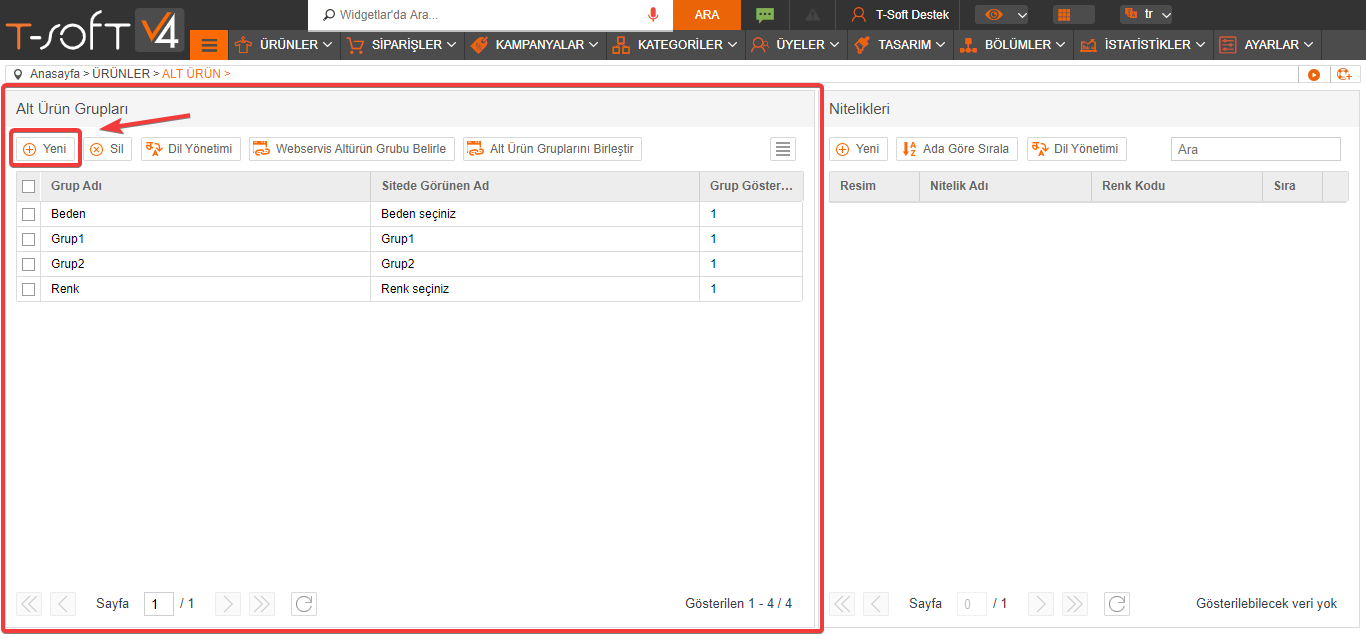 T-SOFT V4 Widgetlar'da Ara... ARA T-Soft Destek tr
ÜRÜNLER SİPARİŞLER KAMPANYALAR KATEGORİLER ÜYELER TASARIM BÖLÜMLER İSTATİSTİKLER AYARLAR
Anasayfa > ÜRÜNLER > ALT ÜRÜN >
Alt Ürün Grupları
Yeni Sil Dil Yönetimi Webservis Altürün Grubu Belirle Alt Ürün Gruplarını Birleştir
Grup Adı Sitede Görünen Ad Grup Göster...
Beden Beden seçiniz 1
Grup1 Grup1 1
Grup2 Grup2 1
Renk Renk seçiniz 1
Sayfa 1 / 1 Gösterilen 1 - 4 / 4
Nitelikleri
Yeni Ada Göre Sırala Dil Yönetimi Ara
Resim Nitelik Adı Renk Kodu Sıra
Sayfa 0 / 1 Gösterilebilecek veri yok